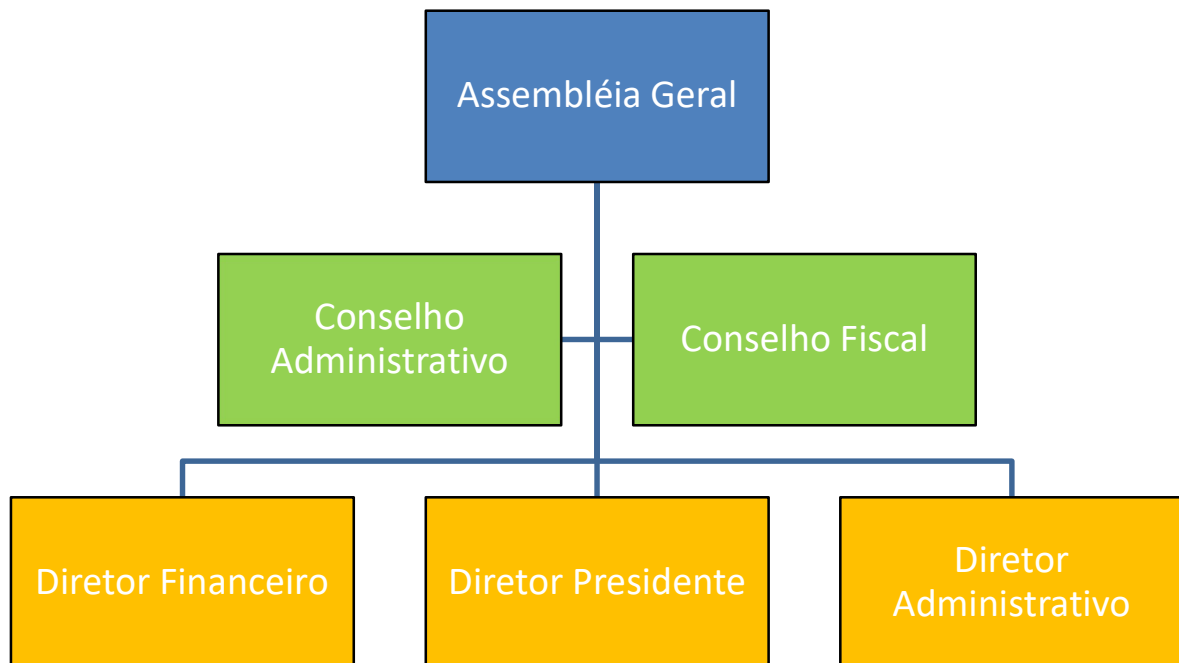 Assembléia Geral
Conselho
Administrativo
Conselho Fiscal
Diretor Financeiro
Diretor Presidente
Diretor
Administrativo